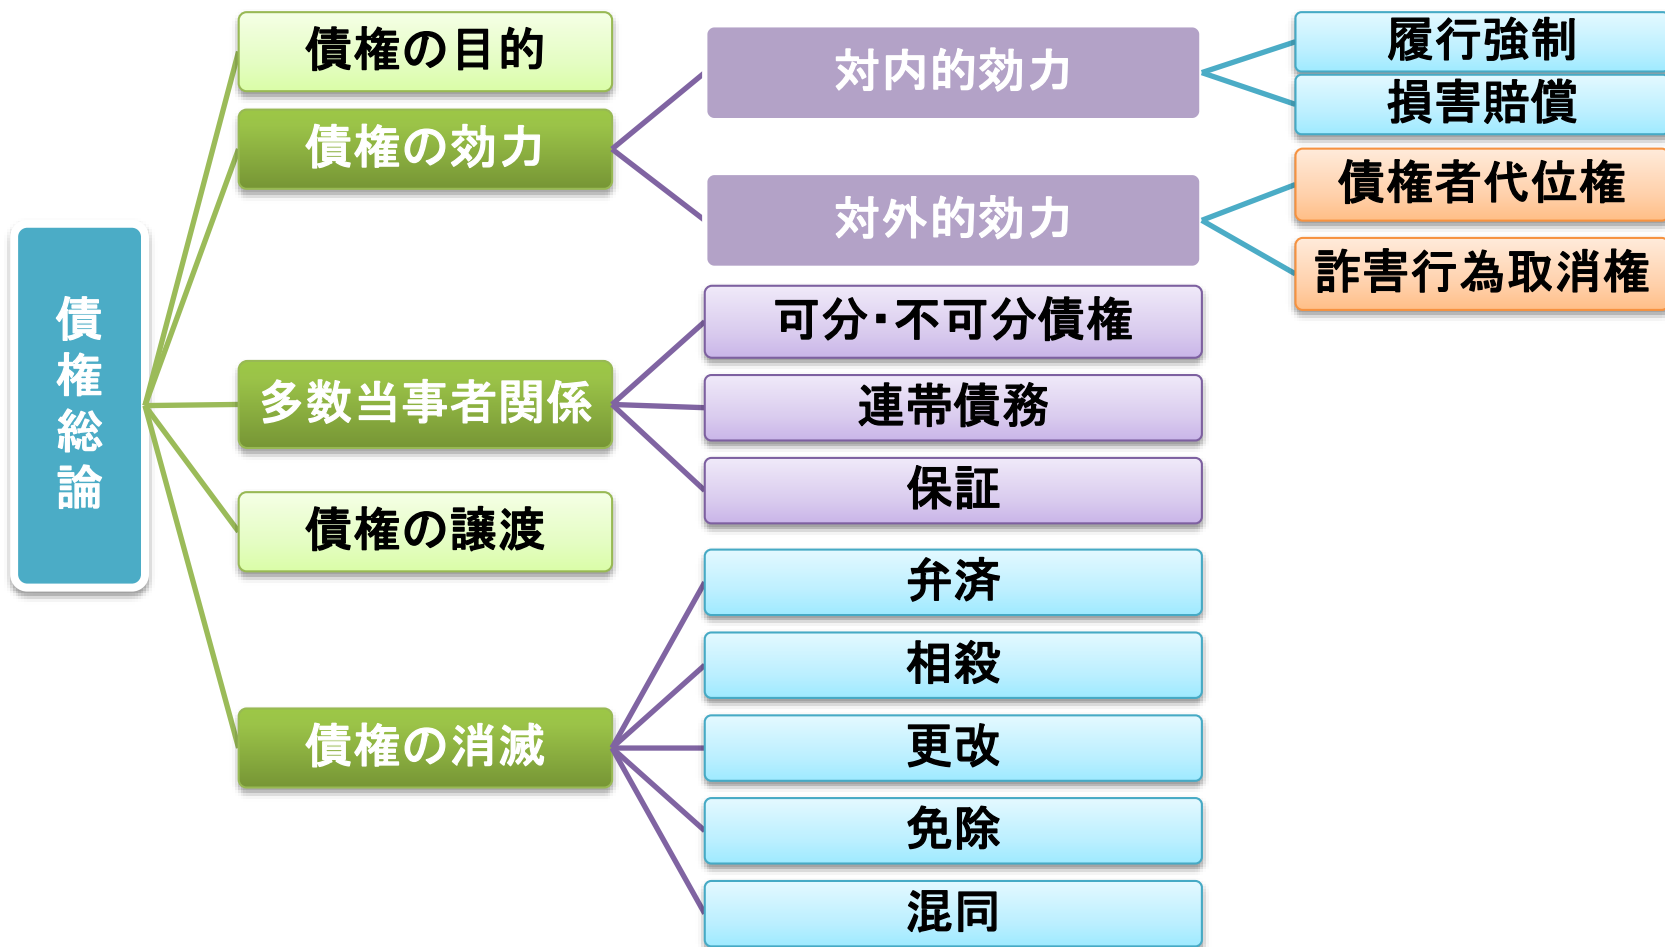 債権総論
債権の目的
債権の効力
対内的効力
履行強制
損害賠償
対外的効力
債権者代位権
詐害行為取消権
多数当事者関係
可分・不可分債権
連帯債務
保証
債権の譲渡
債権の消滅
弁済
相殺
更改
免除
混同